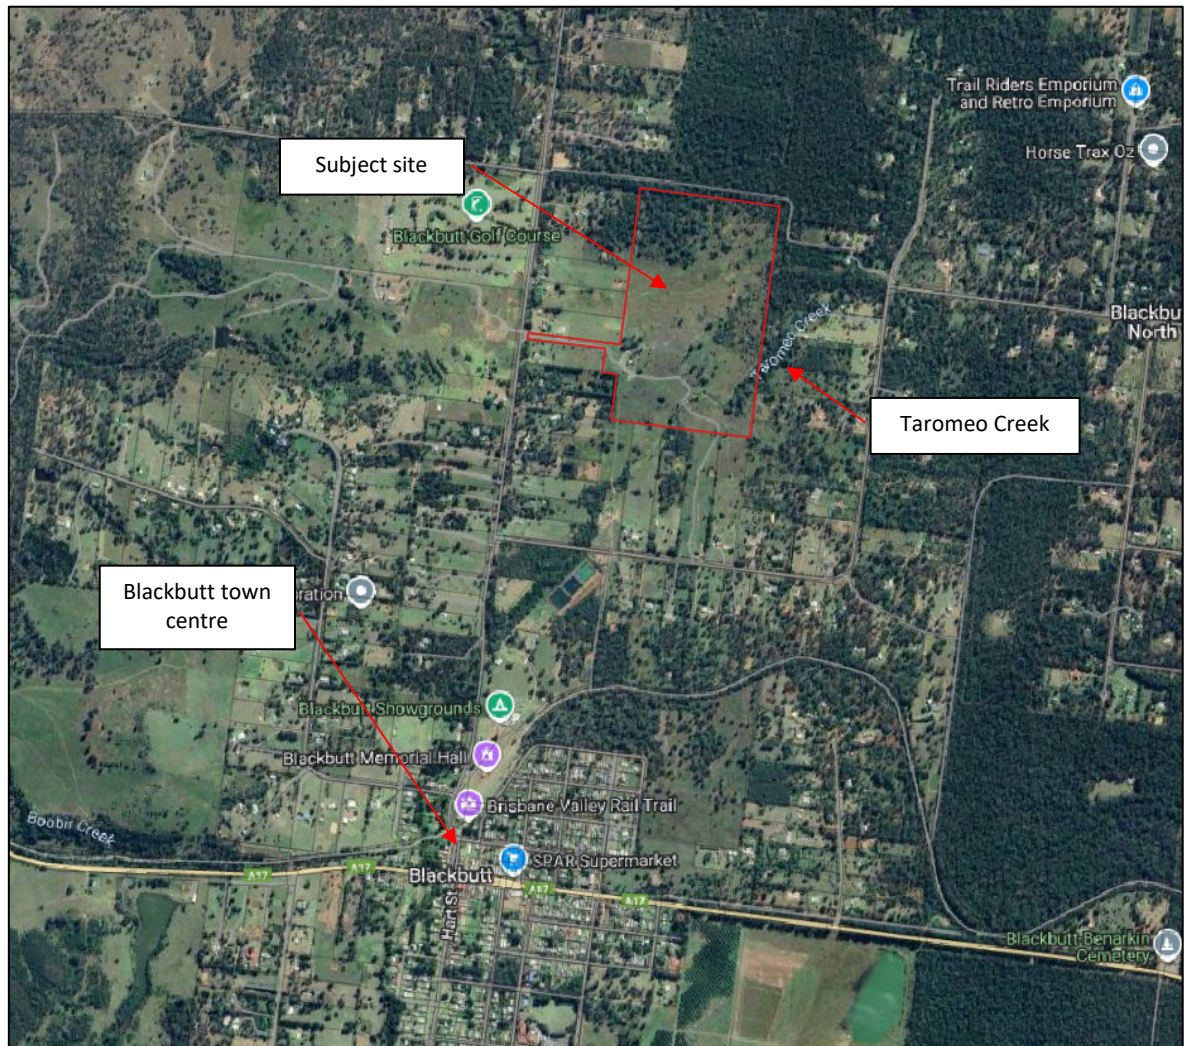 Trail Riders Emporium
and Retro Emporium
Horse Trax Oz
Subject site
Blackbutt Golf Course
Blackbu
North
Taromeo Creek
Taromeo Creek
Blackbutt town
centre
aration
Blackbutt Showgrounds
Blackbutt Memorial Hall
Brisbane Valley Rail Trail
Boobir Creek
SPAR Supermarket
A17
A17
Blackbutt
A17
A17
Hart St
Blackbutt Benarkin
Cemetery